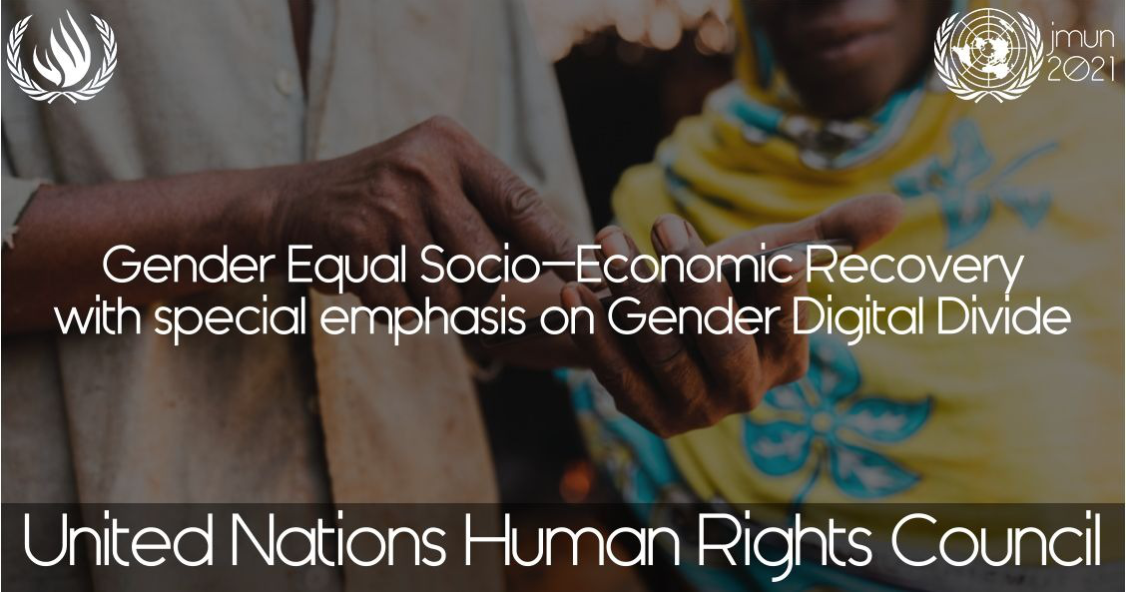 jmun
2021
Gender Equal Socio–Economic Recovery
with special emphasis on Gender Digital Divide
United Nations Human Rights Council